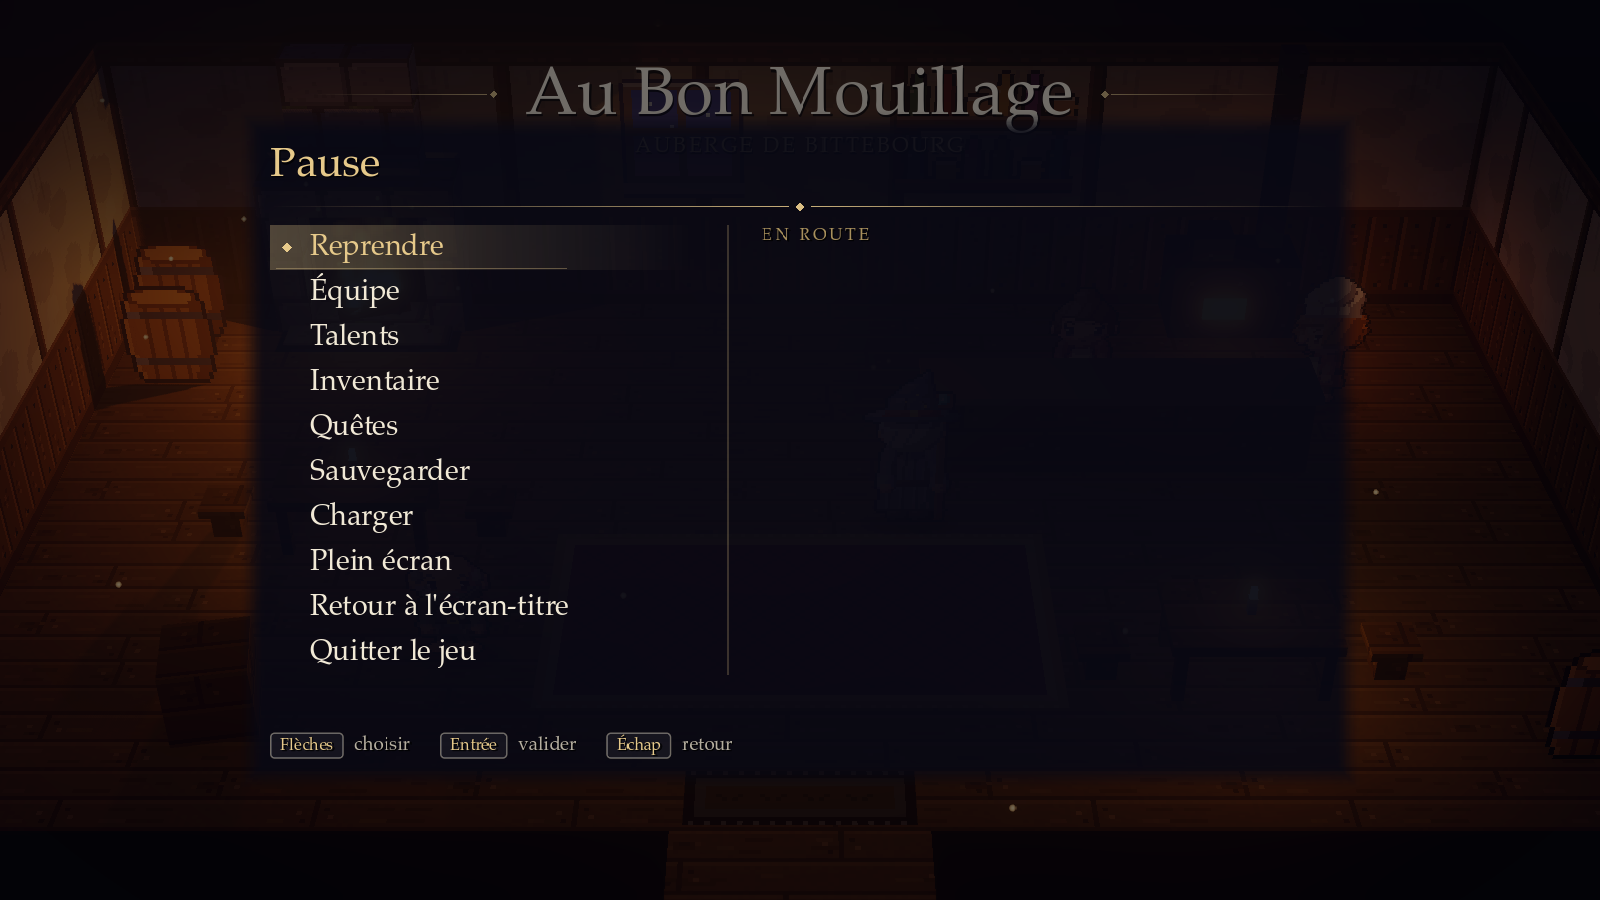 Au Bon Mouillage
AUBERGE DE BITTEBOURG
Pause
Reprendre
Équipe
Talents
Inventaire
Quêtes
Sauvegarder
Charger
Plein écran
Retour à l'écran-titre
Quitter le jeu
EN ROUTE
Flèches choisir Entrée valider Échap retour